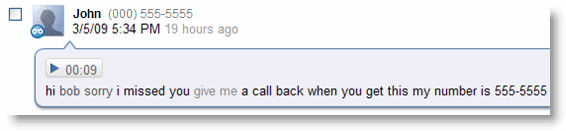 John (000) 555-5555
3/5/09 5:34 PM 19 hours ago
00:09
hi bob sorry i missed you give me a call back when you get this my number is 555-5555